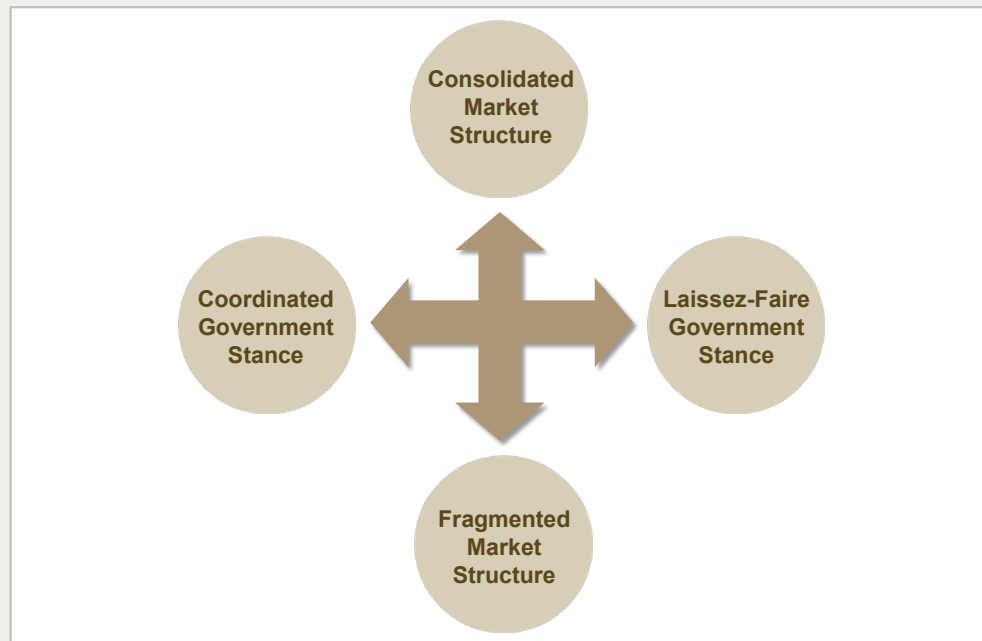 Consolidated
Market
Structure
Coordinated
Government
Stance
Laissez-Faire
Government
Stance
Fragmented
Market
Structure